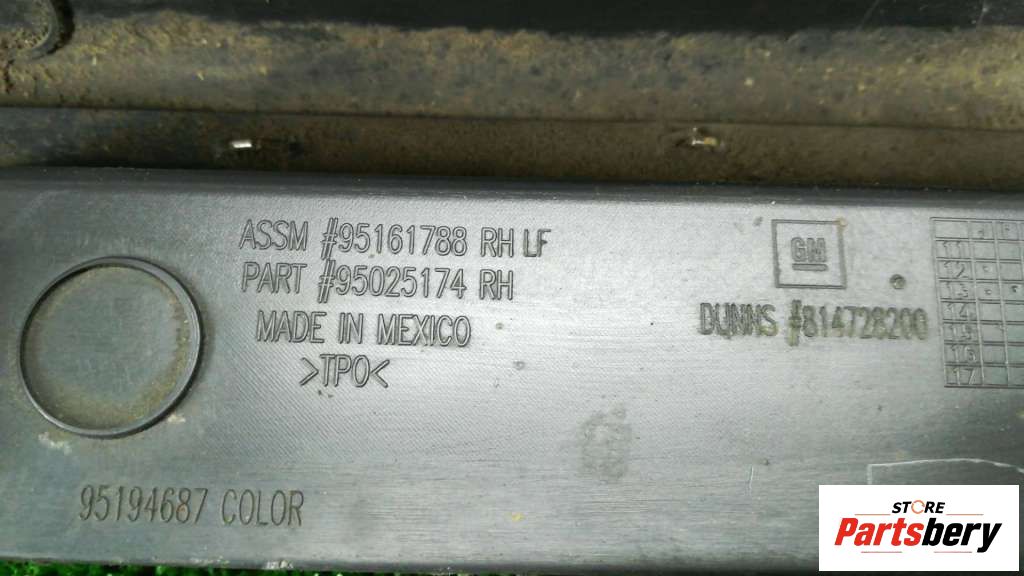 ASSM #95161788 RH LF
PART #95025174 RH
MADE IN MEXICO
>TPO<
GM
DUNNS #814728200
11
12
13
14
15
16
17
95194687 COLOR
STORE
Partsbery